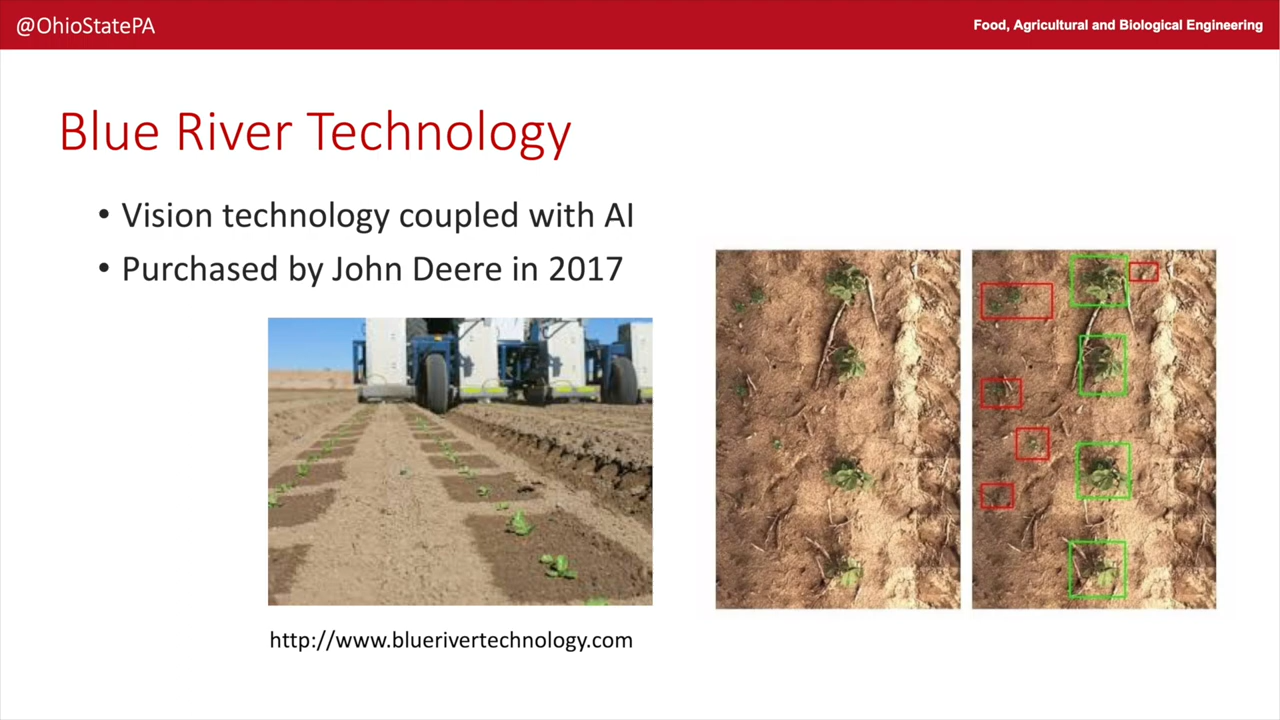 @OhioStatePA
Food, Agricultural and Biological Engineering
Blue River Technology
• Vision technology coupled with AI
• Purchased by John Deere in 2017
http://www.bluerivertechnology.com